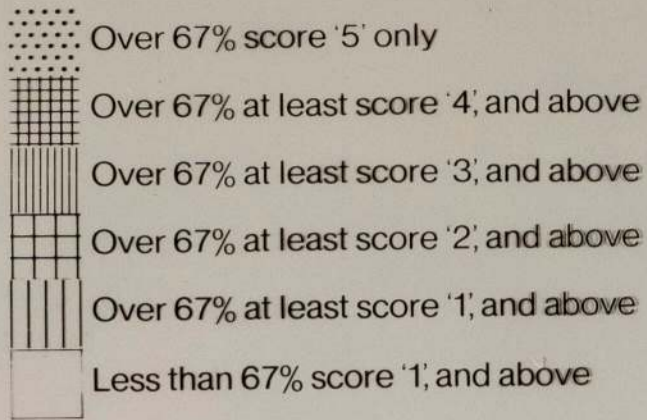 Over 67% score ‘5’ only
Over 67% at least score ‘4’, and above
Over 67% at least score ‘3’, and above
Over 67% at least score ‘2’, and above
Over 67% at least score ‘1’, and above
Less than 67% score ‘1’, and above